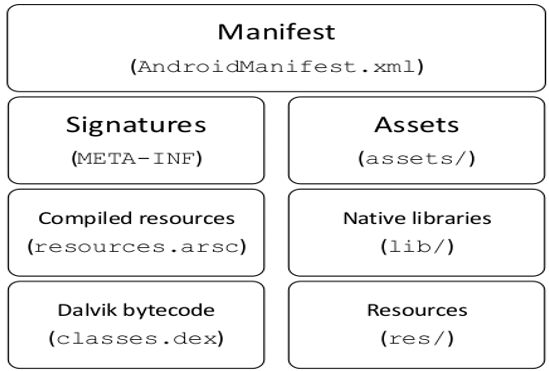 Manifest
(AndroidManifest.xml)
Signatures
(META-INF)
Assets
(assets/)
Compiled resources
(resources.arsc)
Native libraries
(lib/)
Dalvik bytecode
(classes.dex)
Resources
(res/)